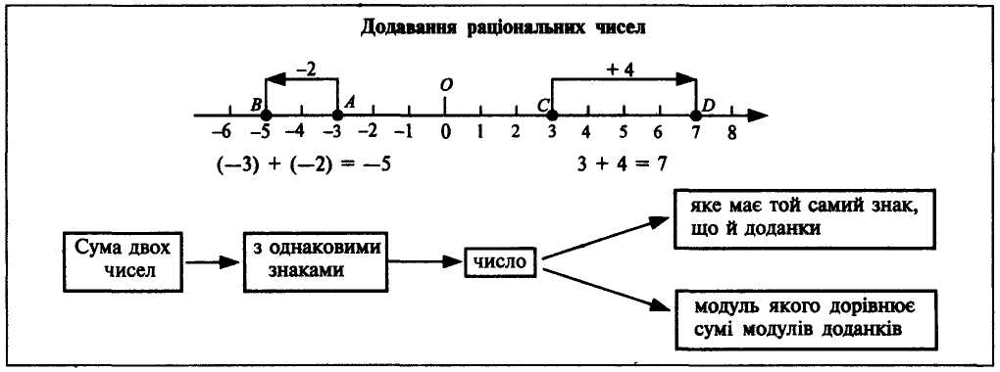 Додавання раціональних чисел
−2
+ 4
B
A
O
C
D
−6 −5 −4 −3 −2 −1 0 1 2 3 4 5 6 7 8
(−3) + (−2) = −5
3 + 4 = 7
Сума двох
чисел
з однаковими
знаками
число
яке має той самий знак,
що й доданки
модуль якого дорівнює
сумі модулів доданків